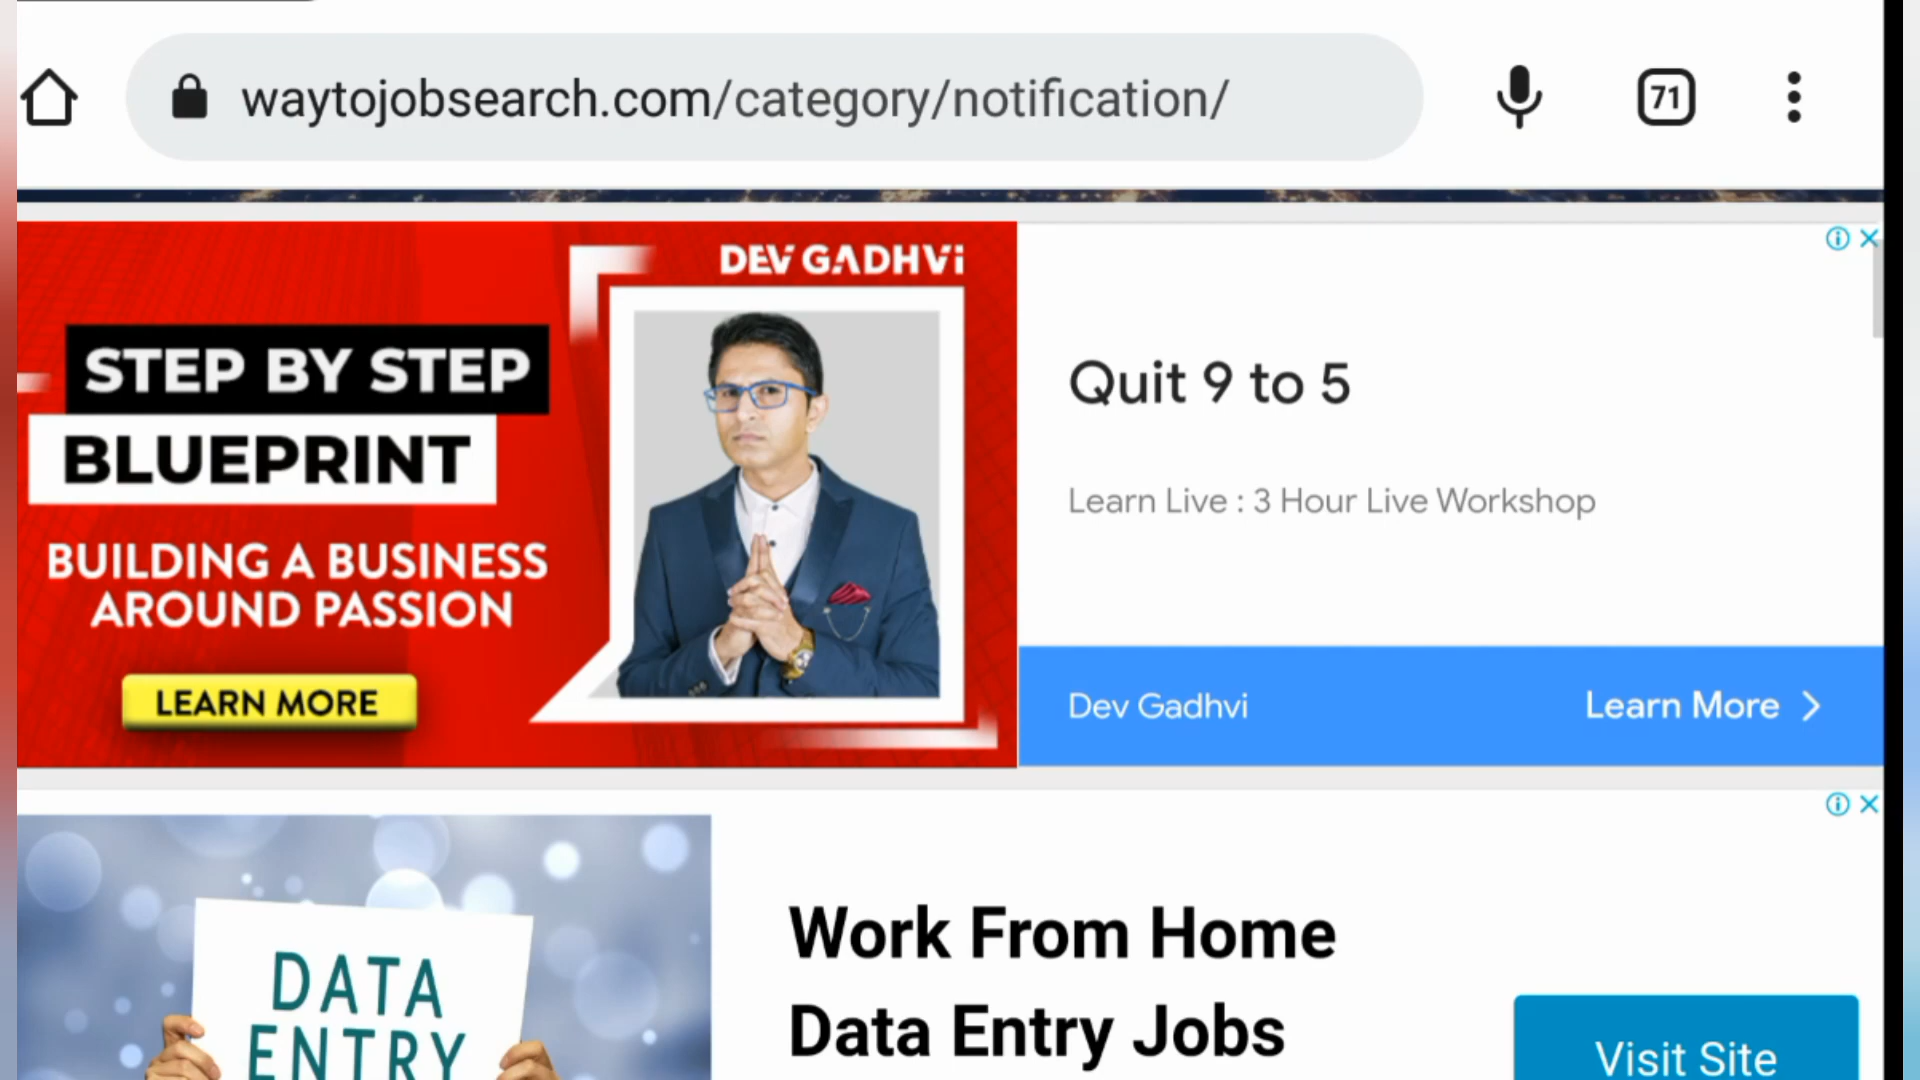 waytojobsearch.com/category/notification/
71
DEV GADHVi
STEP BY STEP
BLUEPRINT
BUILDING A BUSINESS
AROUND PASSION
LEARN MORE
Quit 9 to 5
Learn Live : 3 Hour Live Workshop
Dev Gadhvi
Learn More
DATA
ENTRY
Work From Home
Data Entry Jobs
Visit Site